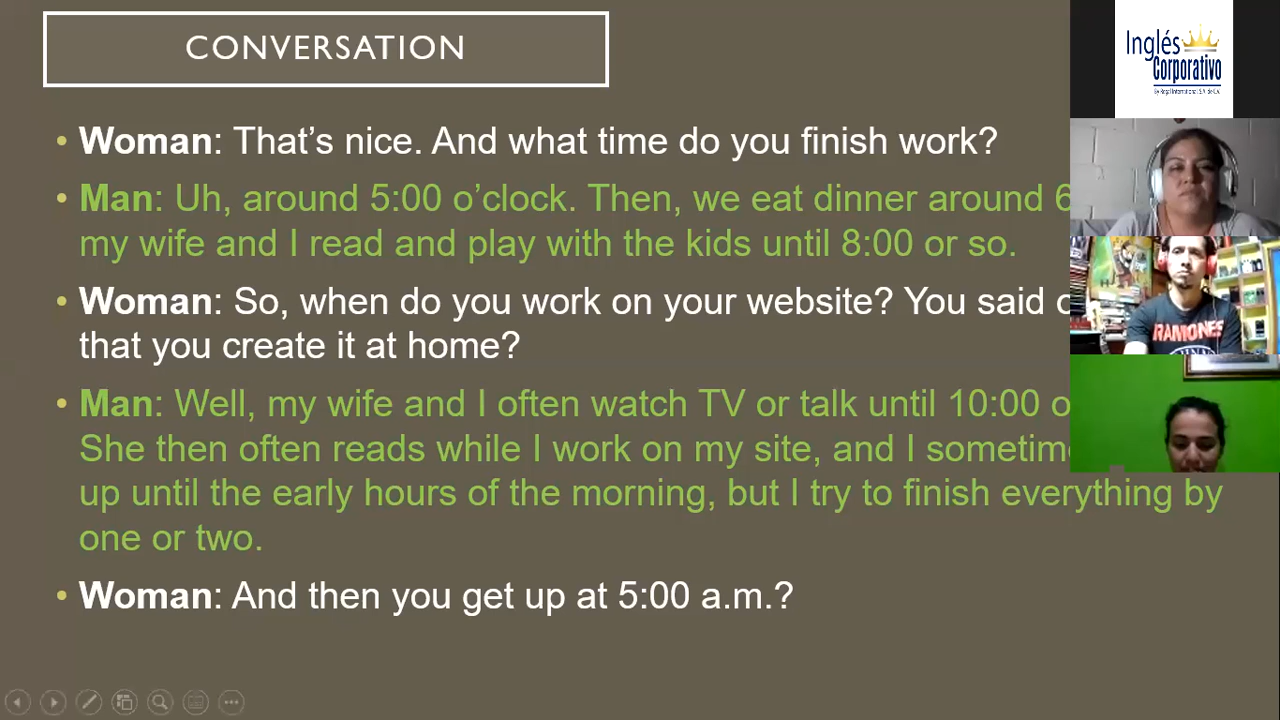 CONVERSATION
• Woman: That’s nice. And what time do you finish work?
• Man: Uh, around 5:00 o’clock. Then, we eat dinner around 6
my wife and I read and play with the kids until 8:00 or so.
• Woman: So, when do you work on your website? You said
that you create it at home?
• Man: Well, my wife and I often watch TV or talk until 10:00
She then often reads while I work on my site, and I
up until the early hours of the morning, but I try to finish everything by
one or two.
• Woman: And then you get up at 5:00 a.m.?
Inglés
Corporativo
RAMONES